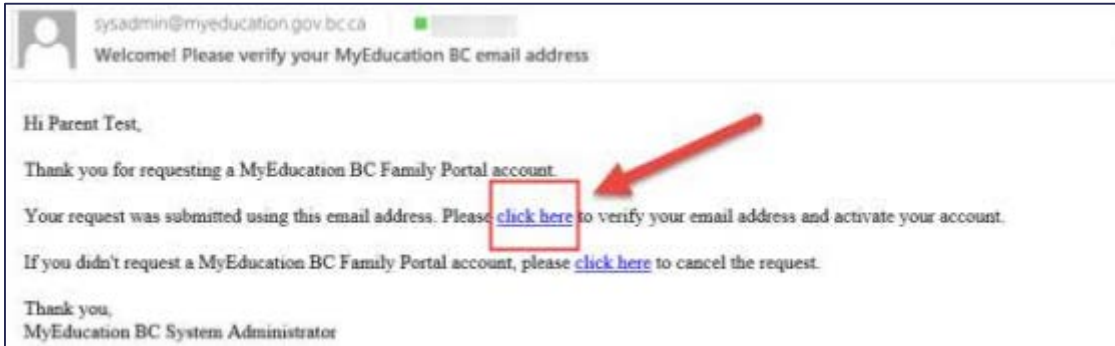 sysadmin@myeducation.gov.bc.ca
Welcome! Please verify your MyEducation BC email address
Hi Parent Test,
Thank you for requesting a MyEducation BC Family Portal account.
Your request was submitted using this email address. Please click here to verify your email address and activate your account.
If you didn't request a MyEducation BC Family Portal account, please click here to cancel the request.
Thank you,
MyEducation BC System Administrator